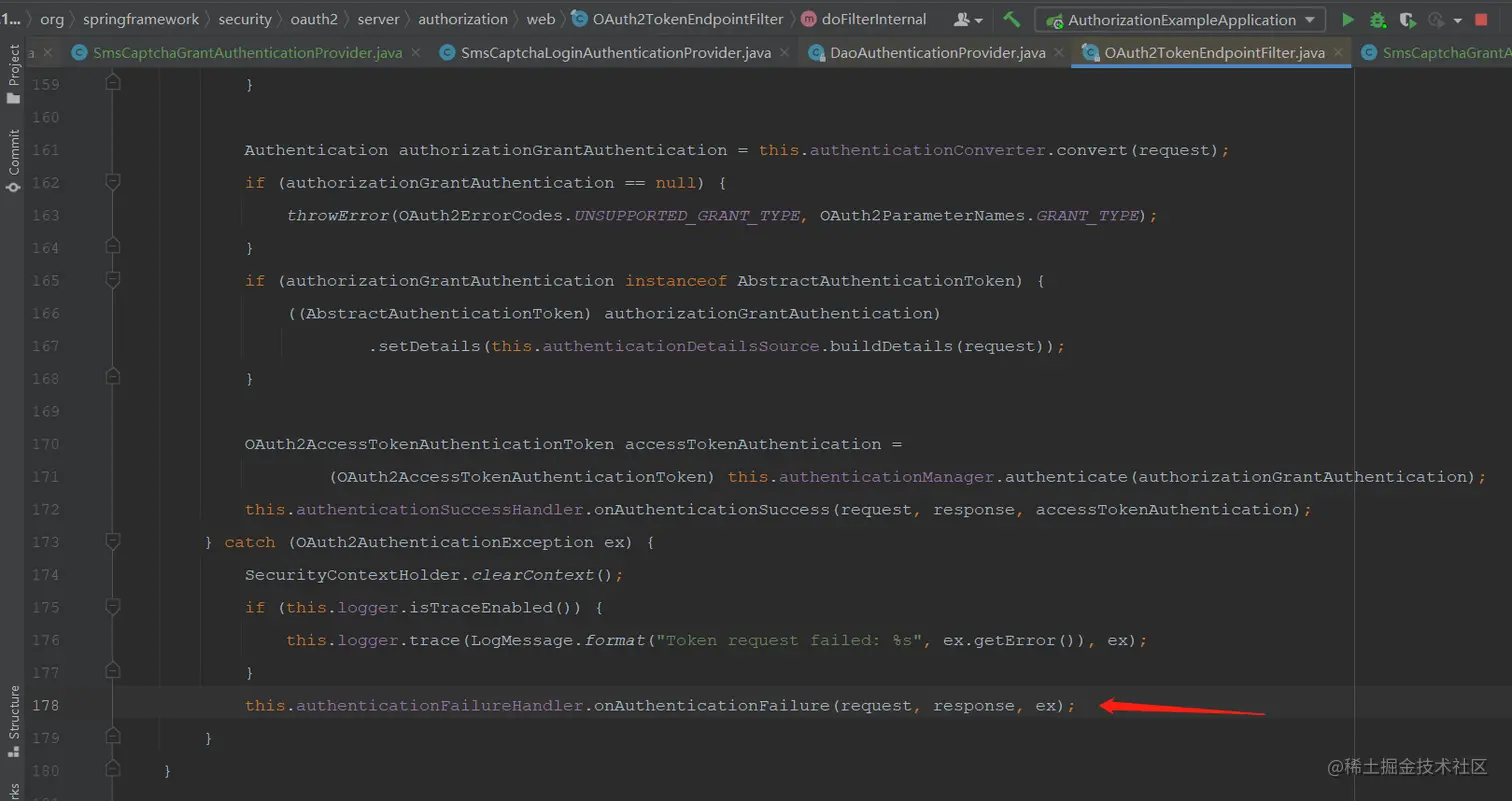 1... org springframework security oauth2 server authorization web OAuth2TokenEndpointFilter doFilterInternal AuthorizationExampleApplication
a SmsCaptchaGrantAuthenticationProvider.java SmsCaptchaLoginAuthenticationProvider.java DaoAuthenticationProvider.java OAuth2TokenEndpointFilter.java SmsCaptchaGrantA
Project
Commit
Structure
rks
159 }
160
161 Authentication authorizationGrantAuthentication = this.authenticationConverter.convert(request);
162 if (authorizationGrantAuthentication == null) {
163 throwError(OAuth2ErrorCodes.UNSUPPORTED_GRANT_TYPE, OAuth2ParameterNames.GRANT_TYPE);
164 }
165 if (authorizationGrantAuthentication instanceof AbstractAuthenticationToken) {
166 ((AbstractAuthenticationToken) authorizationGrantAuthentication)
167 .setDetails(this.authenticationDetailsSource.buildDetails(request));
168 }
169
170 OAuth2AccessTokenAuthenticationToken accessTokenAuthentication =
171 (OAuth2AccessTokenAuthenticationToken) this.authenticationManager.authenticate(authorizationGrantAuthentication);
172 this.authenticationSuccessHandler.onAuthenticationSuccess(request, response, accessTokenAuthentication);
173 } catch (OAuth2AuthenticationException ex) {
174 SecurityContextHolder.clearContext();
175 if (this.logger.isTraceEnabled()) {
176 this.logger.trace(LogMessage.format("Token request failed: %s", ex.getError()), ex);
177 }
178 this.authenticationFailureHandler.onAuthenticationFailure(request, response, ex);
179 }
180 }
@稀土掘金技术社区